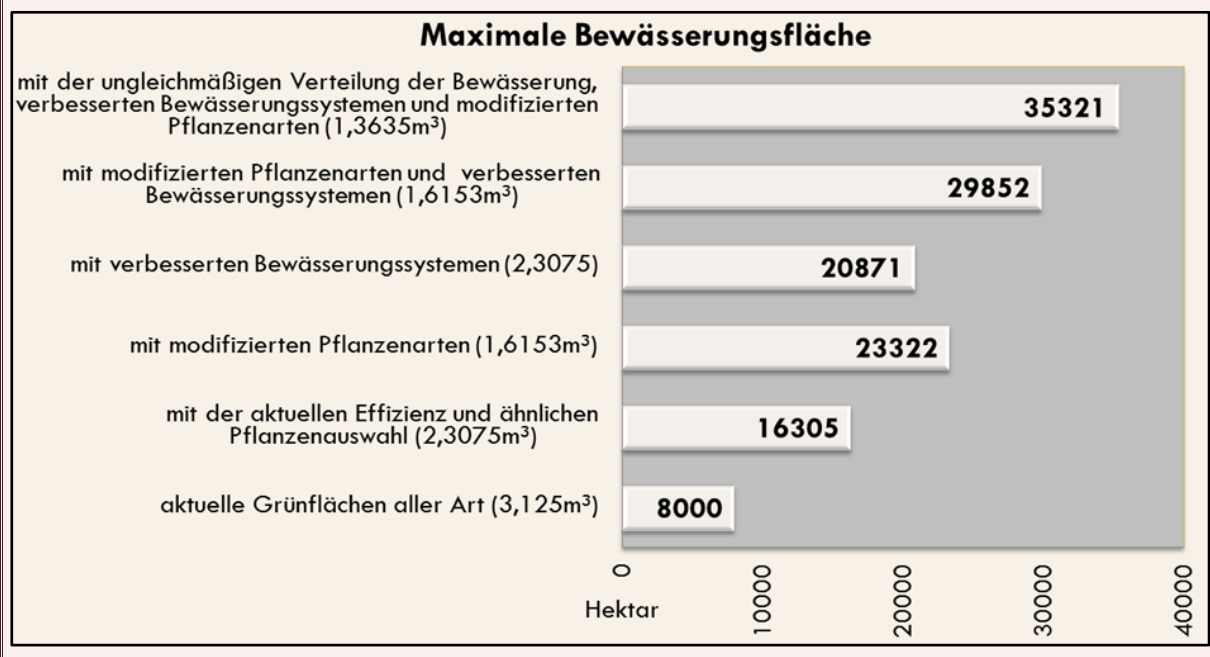 Maximale Bewässerungsfläche
mit der ungleichmäßigen Verteilung der Bewässerung,
verbesserten Bewässerungssystemen und modifizierten
Pflanzenarten (1,3635m³)
35321
mit modifizierten Pflanzenarten und verbesserten
Bewässerungssystemen (1,6153m³)
29852
mit verbesserten Bewässerungssystemen (2,3075)
20871
mit modifizierten Pflanzenarten (1,6153m³)
23322
mit der aktuellen Effizienz und ähnlichen
Pflanzenauswahl (2,3075m³)
16305
aktuelle Grünflächen aller Art (3,125m³)
8000
0
10000
20000
30000
40000
Hektar